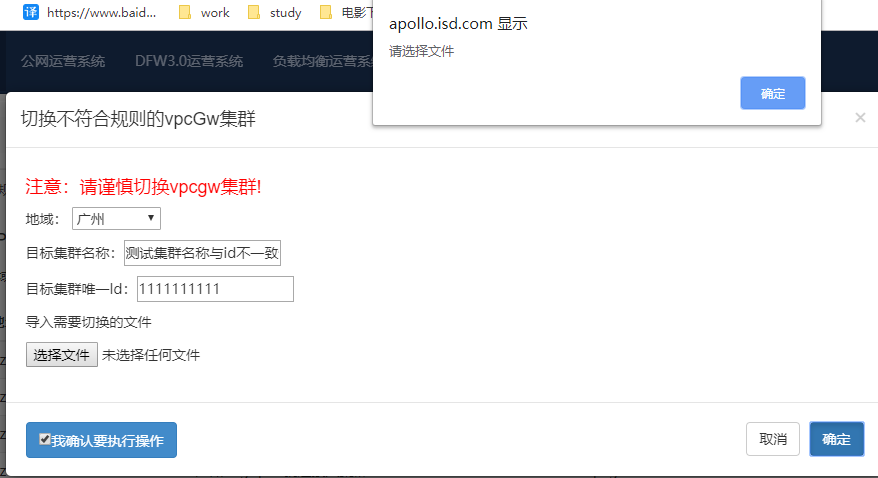 译 https://www.baid... work study 电影下
apollo.isd.com 显示
请选择文件
确定
公网运营系统 DFW3.0运营系统 负载均衡运营系统
切换不符合规则的vpcGw集群 ×
注意：请谨慎切换vpcgw集群!
地域： 广州
目标集群名称： 测试集群名称与id不一致
目标集群唯一Id： 1111111111
导入需要切换的文件
选择文件 未选择任何文件
我确认要执行操作 取消 确定